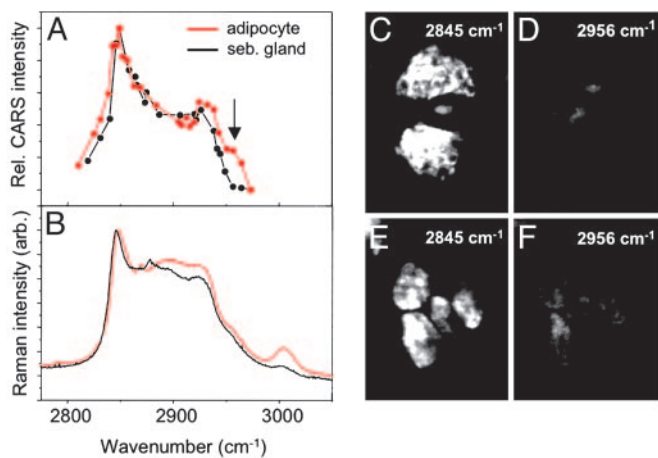 A
adipocyte
seb. gland
Rel. CARS intensity
B
Raman intensity (arb.)
2800 2900 3000
Wavenumber (cm⁻¹)
C 2845 cm⁻¹
D 2956 cm⁻¹
E 2845 cm⁻¹
F 2956 cm⁻¹